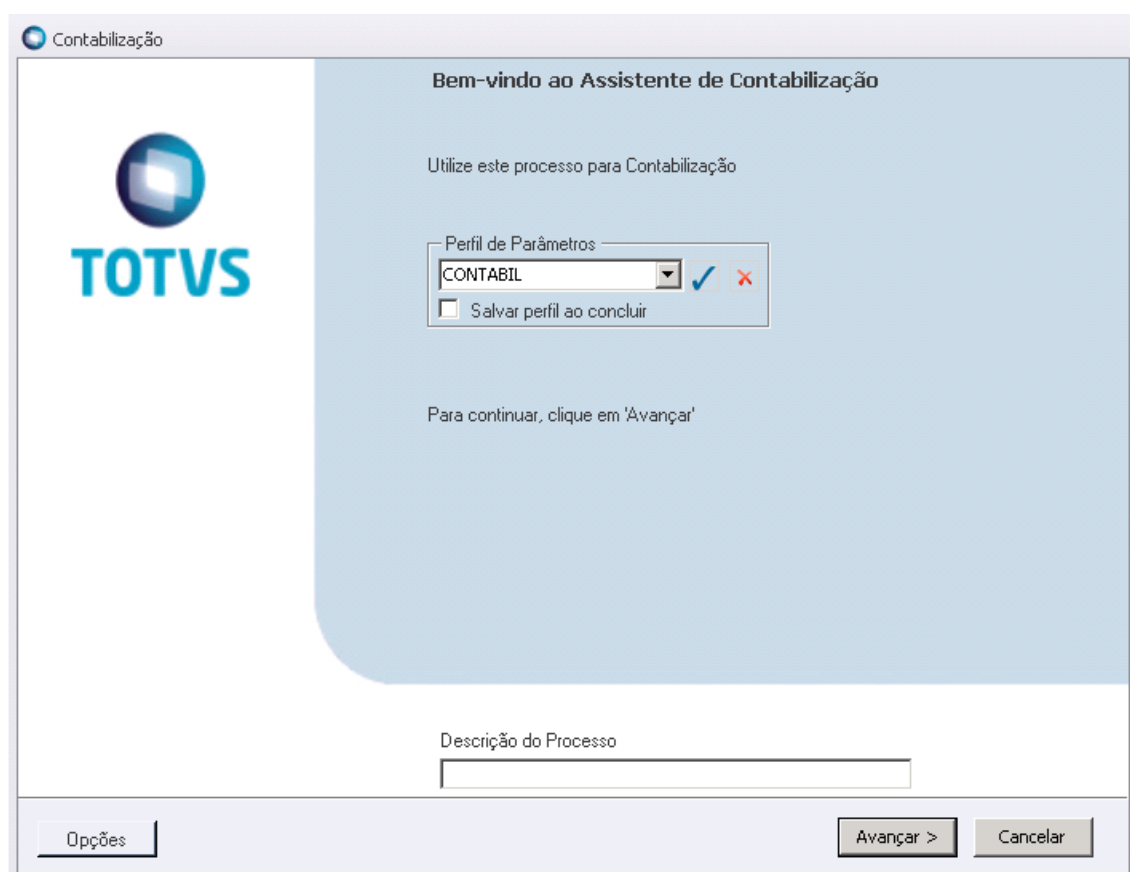 Contabilização
Bem-vindo ao Assistente de Contabilização
Utilize este processo para Contabilização
TOTVS
Perfil de Parâmetros
CONTABIL
Salvar perfil ao concluir
Para continuar, clique em 'Avançar'
Descrição do Processo
Opções
Avançar >
Cancelar